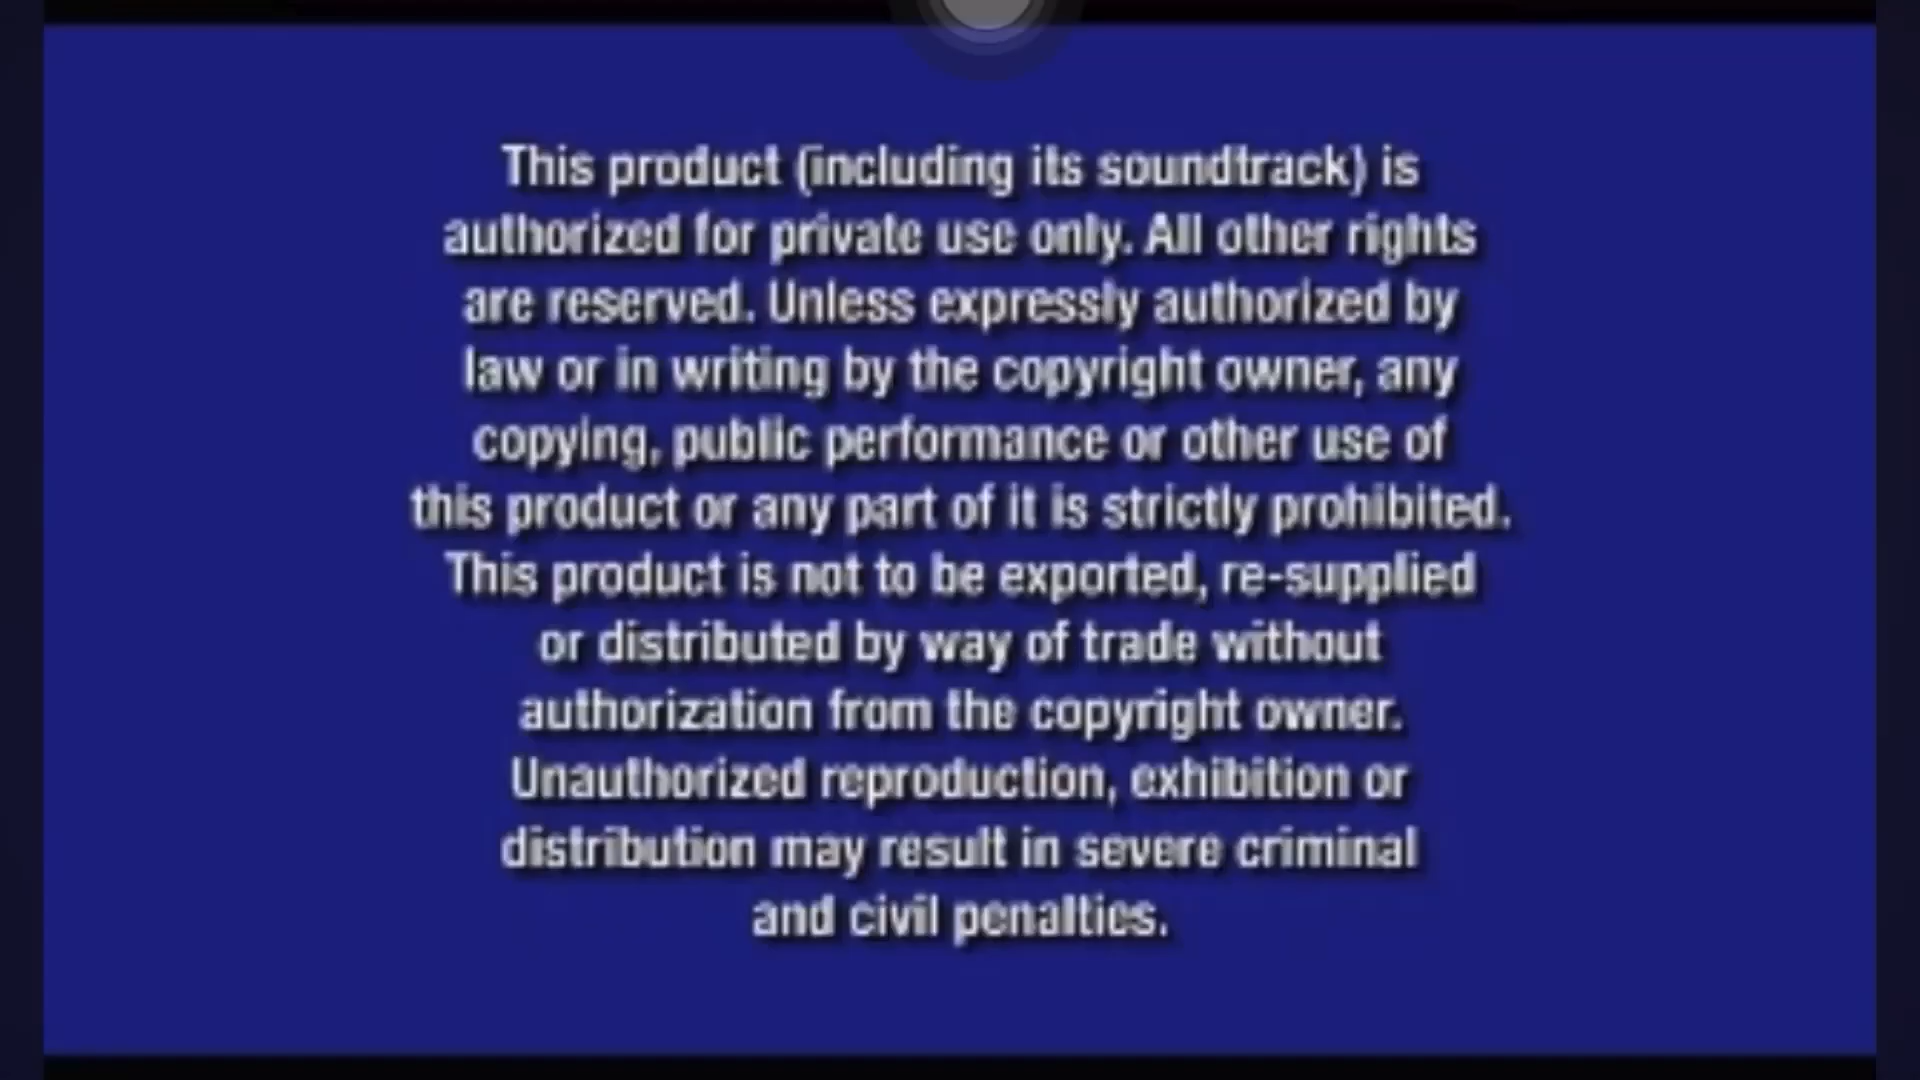 This product (including its soundtrack) is
authorized for private use only. All other rights
are reserved. Unless expressly authorized by
law or in writing by the copyright owner, any
copying, public performance or other use of
this product or any part of it is strictly prohibited.
This product is not to be exported, re-supplied
or distributed by way of trade without
authorization from the copyright owner.
Unauthorized reproduction, exhibition or
distribution may result in severe criminal
and civil penalties.